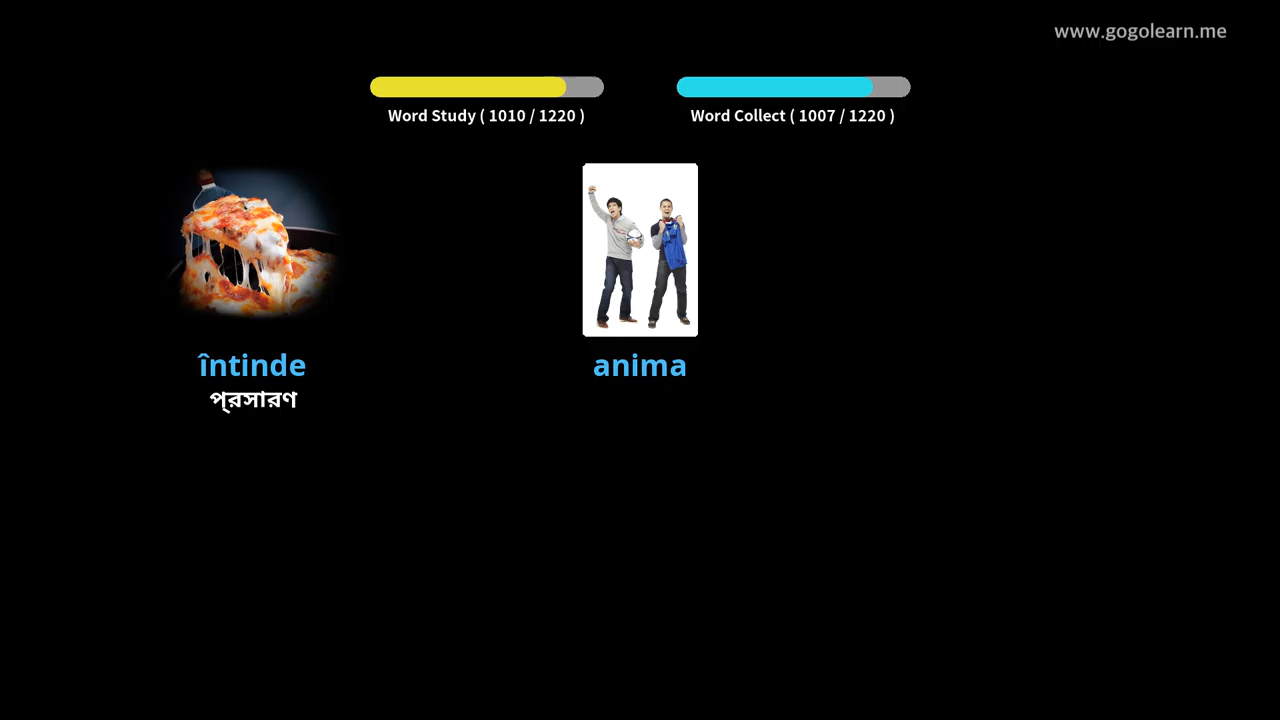 www.gogolearn.me
Word Study ( 1010 / 1220 )
Word Collect ( 1007 / 1220 )
întinde
anima
প্রসারণ